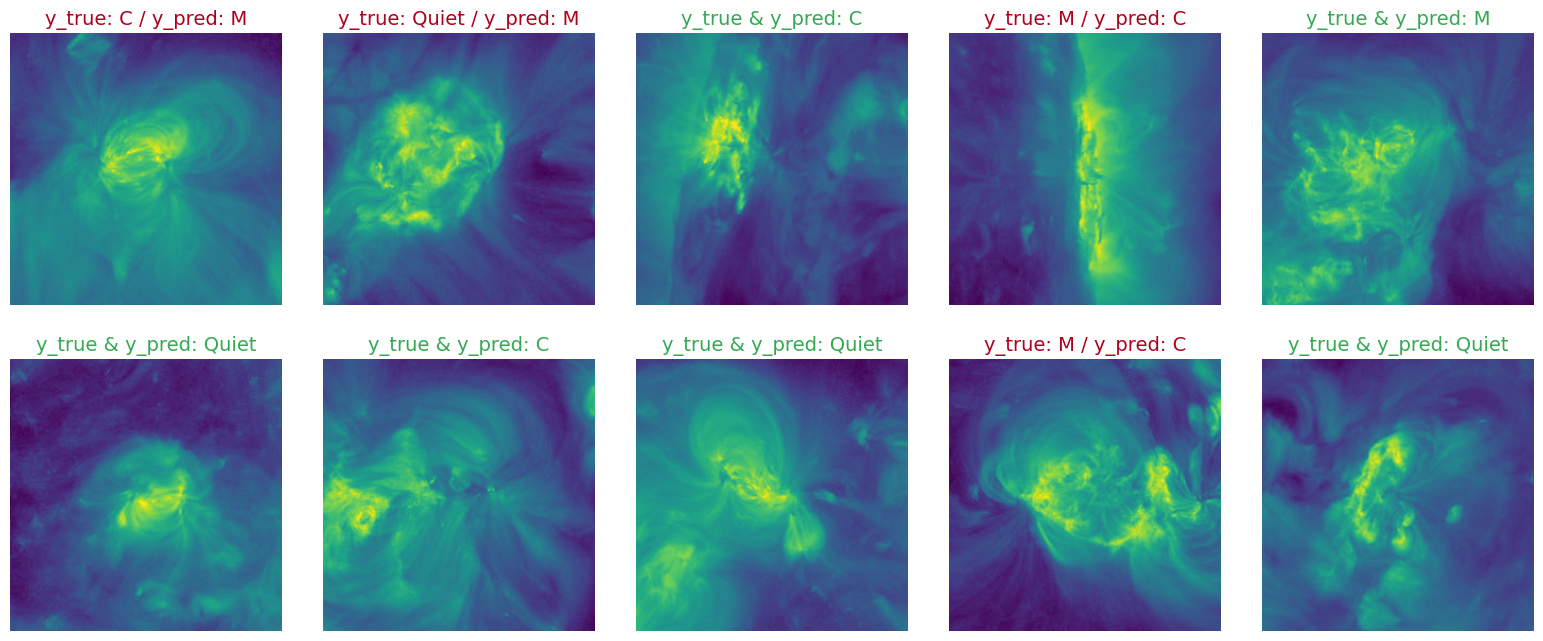 y_true: C / y_pred: M
y_true: Quiet / y_pred: M
y_true & y_pred: C
y_true: M / y_pred: C
y_true & y_pred: M
y_true & y_pred: Quiet
y_true & y_pred: C
y_true & y_pred: Quiet
y_true: M / y_pred: C
y_true & y_pred: Quiet